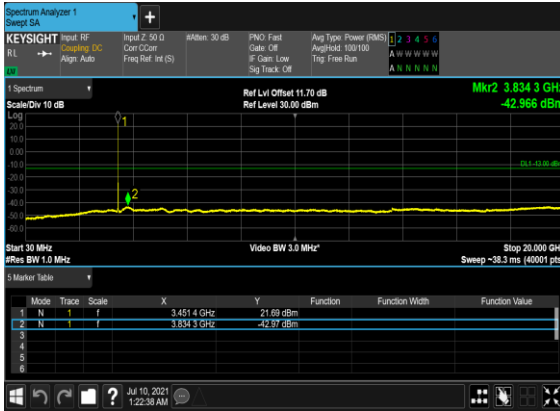 Spectrum Analyzer 1
Swept SA
KEYSIGHT Input: RF Input Z: 50 Ω #Atten: 30 dB PNO: Fast Avg Type: Power (RMS) 1 2 3 4 5 6
RL Coupling: DC Corr CCorr Gate: Off Avg|Hold: 100/100 A W W W W W
Align: Auto Freq Ref: Int (S) IF Gain: Low Trig: Free Run
Sig Track: Off A N N N N N
1 Spectrum Ref Lvl Offset 11.70 dB Mkr2 3.834 3 GHz
Scale/Div 10 dB Ref Level 30.00 dBm -42.966 dBm
Log
20.0
10.0
0.00
-10.0
-20.0
-30.0
-40.0
-50.0
-60.0
1
2
DL1 -13.00 dBm
Start 30 MHz Video BW 3.0 MHz* Stop 20.000 GH
#Res BW 1.0 MHz Sweep ~38.3 ms (40001 pts
5 Marker Table
Mode Trace Scale X Y Function Function Width Function Value
1 N 1 f 3.451 4 GHz 21.69 dBm
2 N 1 f 3.834 3 GHz -42.97 dBm
3
4
5
6
? Jul 10, 2021
1:22:38 AM